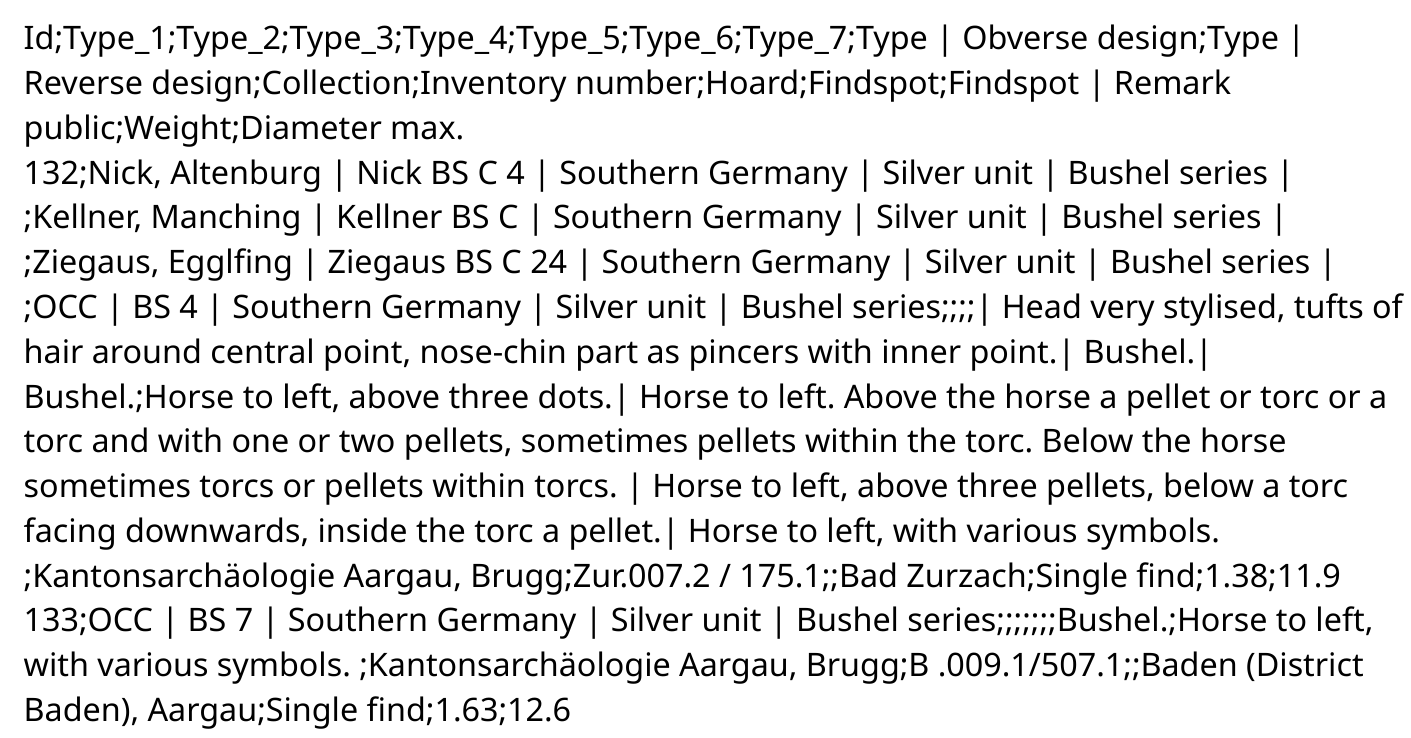 Id;Type_1;Type_2;Type_3;Type_4;Type_5;Type_6;Type_7;Type | Obverse design;Type |
Reverse design;Collection;Inventory number;Hoard;Findspot;Findspot | Remark
public;Weight;Diameter max.
132;Nick, Altenburg | Nick BS C 4 | Southern Germany | Silver unit | Bushel series |
;Kellner, Manching | Kellner BS C | Southern Germany | Silver unit | Bushel series |
;Ziegaus, Egglfing | Ziegaus BS C 24 | Southern Germany | Silver unit | Bushel series |
;OCC | BS 4 | Southern Germany | Silver unit | Bushel series;;;;| Head very stylised, tufts of
hair around central point, nose-chin part as pincers with inner point.| Bushel.|
Bushel.;Horse to left, above three dots.| Horse to left. Above the horse a pellet or torc or a
torc and with one or two pellets, sometimes pellets within the torc. Below the horse
sometimes torcs or pellets within torcs. | Horse to left, above three pellets, below a torc
facing downwards, inside the torc a pellet.| Horse to left, with various symbols.
;Kantonsarchäologie Aargau, Brugg;Zur.007.2 / 175.1;;Bad Zurzach;Single find;1.38;11.9
133;OCC | BS 7 | Southern Germany | Silver unit | Bushel series;;;;;;;Bushel.;Horse to left,
with various symbols. ;Kantonsarchäologie Aargau, Brugg;B .009.1/507.1;;Baden (District
Baden), Aargau;Single find;1.63;12.6